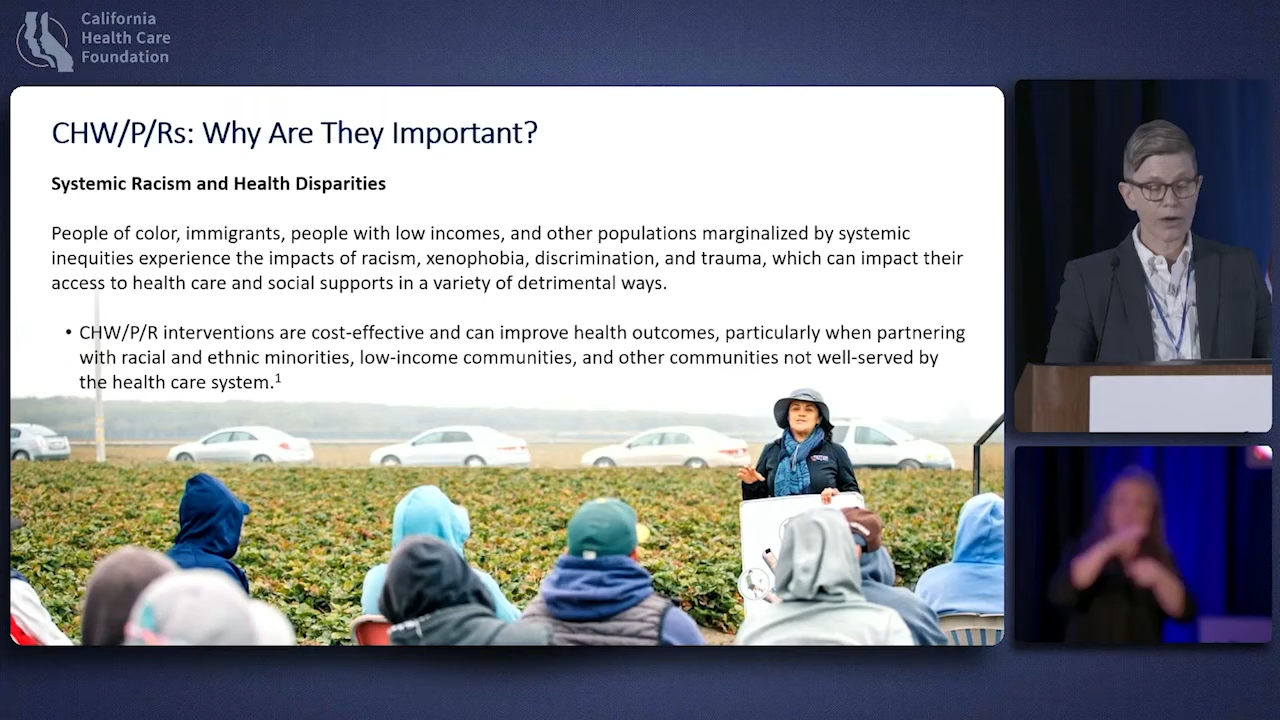 California
Health Care
Foundation
CHW/P/Rs: Why Are They Important?
Systemic Racism and Health Disparities
People of color, immigrants, people with low incomes, and other populations marginalized by systemic
inequities experience the impacts of racism, xenophobia, discrimination, and trauma, which can impact their
access to health care and social supports in a variety of detrimental ways.
• CHW/P/R interventions are cost-effective and can improve health outcomes, particularly when partnering
with racial and ethnic minorities, low-income communities, and other communities not well-served by
the health care system.¹